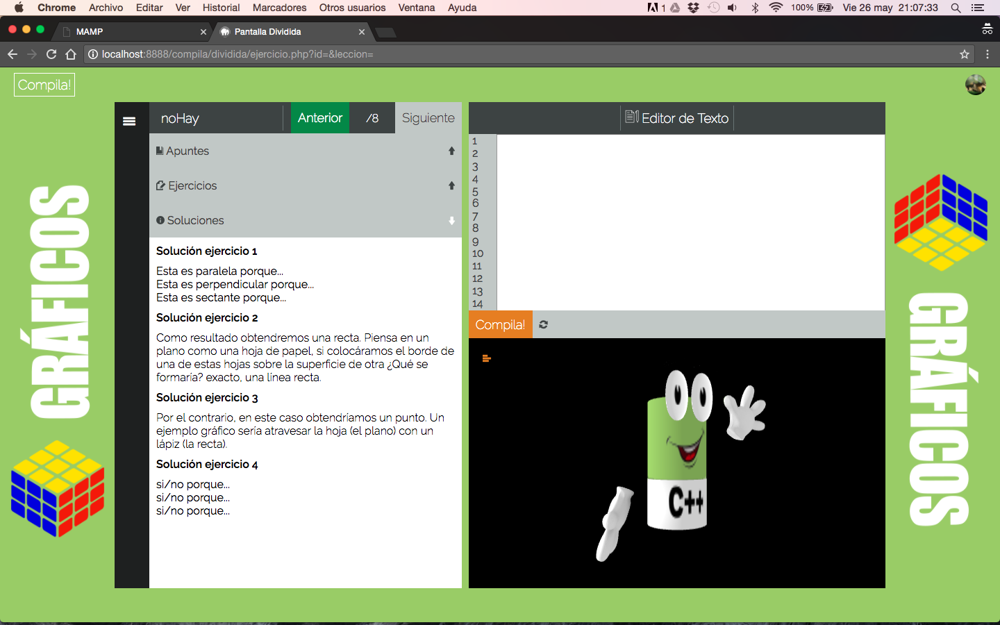 Chrome Archivo Editar Ver Historial Marcadores Otros usuarios Ventana Ayuda 1 100% Vie 26 may 21:07:33
MAMP
Pantalla Dividida
localhost:8888/compila/dividida/ejercicio.php?id=&leccion=
Compila!
noHay
Anterior
/8
Siguiente
Apuntes
Ejercicios
Soluciones
Solución ejercicio 1
Esta es paralela porque...
Esta es perpendicular porque...
Esta es sectante porque...
Solución ejercicio 2
Como resultado obtendremos una recta. Piensa en un
plano como una hoja de papel, si colocáramos el borde de
una de estas hojas sobre la superficie de otra ¿Qué se
formaría? exacto, una línea recta.
Solución ejercicio 3
Por el contrario, en este caso obtendríamos un punto. Un
ejemplo gráfico sería atravesar la hoja (el plano) con un
lápiz (la recta).
Solución ejercicio 4
si/no porque...
si/no porque...
si/no porque...
Editor de Texto
1
2
3
4
5
6
7
8
9
10
11
12
13
14
Compila!
C++
GRÁFICOS
GRÁFICOS